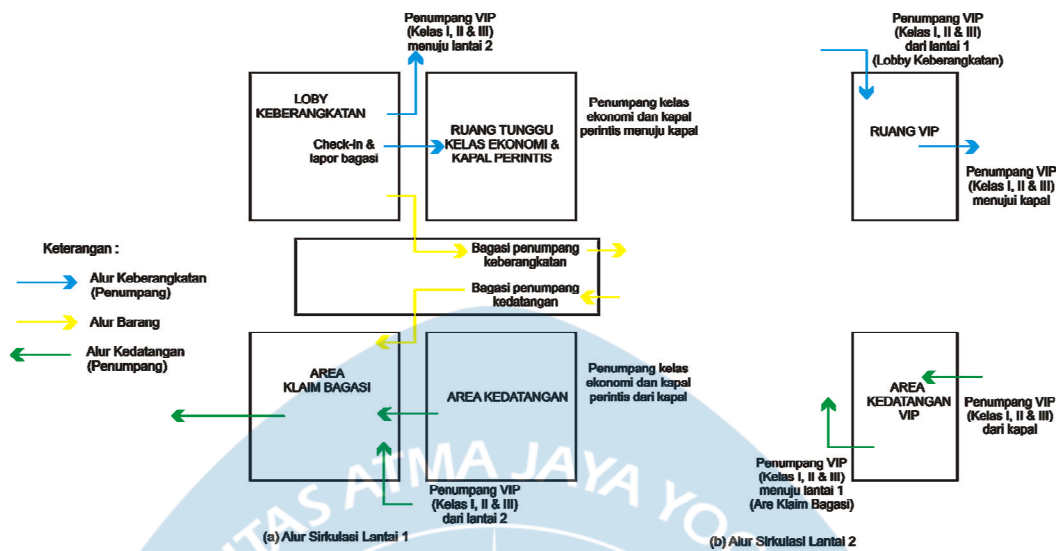 Penumpang VIP
(Kelas I, II & III)
menuju lantai 2
LOBY
KEBERANGKATAN
Check-in &
lapor bagasi
RUANG TUNGGU
KELAS EKONOMI &
KAPAL PERINTIS
Penumpang kelas
ekonomi dan kapal
perintis menuju kapal
Bagasi penumpang
keberangkatan
Bagasi penumpang
kedatangan
Keterangan :
Alur Keberangkatan
(Penumpang)
Alur Barang
Alur Kedatangan
(Penumpang)
AREA
KLAIM BAGASI
AREA KEDATANGAN
Penumpang kelas
ekonomi dan kapal
perintis dari kapal
Penumpang VIP
(Kelas I, II & III)
dari lantai 2
(a) Alur Sirkulasi Lantai 1
Penumpang VIP
(Kelas I, II & III)
dari lantai 1
(Lobby Keberangkatan)
RUANG VIP
Penumpang VIP
(Kelas I, II & III)
menujui kapal
AREA
KEDATANGAN
VIP
Penumpang VIP
(Kelas I, II & III)
dari kapal
Penumpang VIP
(Kelas I, II & III)
menuju lantai 1
(Are Klaim Bagasi)
(b) Alur Sirkulasi Lantai 2
ITAS ATMA JAYA YO